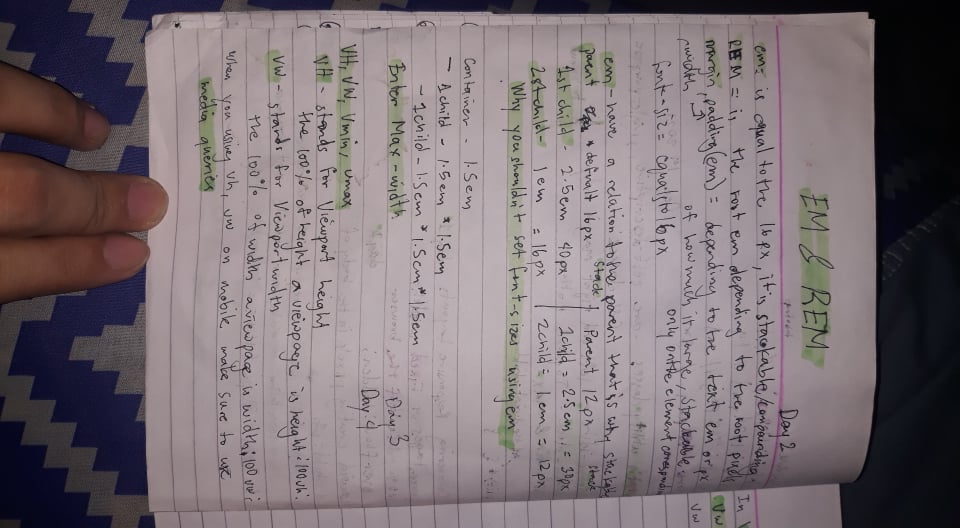 EM & REM
Day 2
em = is equal to the 16px, it is stackable/compounding.
REM = is the root em depending to the root pixels
margin, padding (em) = depending to the text em or px
width of how much it large, stackable
font-siz = equals to 16px only on the element correspondin
em - have a relation to the parent that is why stackable
parent * default 16px stack | Parent 12px stack
1st child - 2.5em 40px | 1child = 2.5em = 30px
2st child - 1em = 16px | 2child = 1em = 12px
Why you shouldn't set font-sizes using em
Container - 1.5em
- 1child - 1.5em * 1.5em
- 1child - 1.5em * 1.5em * 1.5em
Enter Max-width Day 3
Day 4
VH, VW, Vmin, vmax
VH - stands for Viewport height
the 100% of height a viewpage is height: 100vh;
VW - stands for Viewport width
the 100% of width a viewpage is width: 100vw;
when you using vh, vw on mobile make sure to use
media queries
In
Vw
Vw